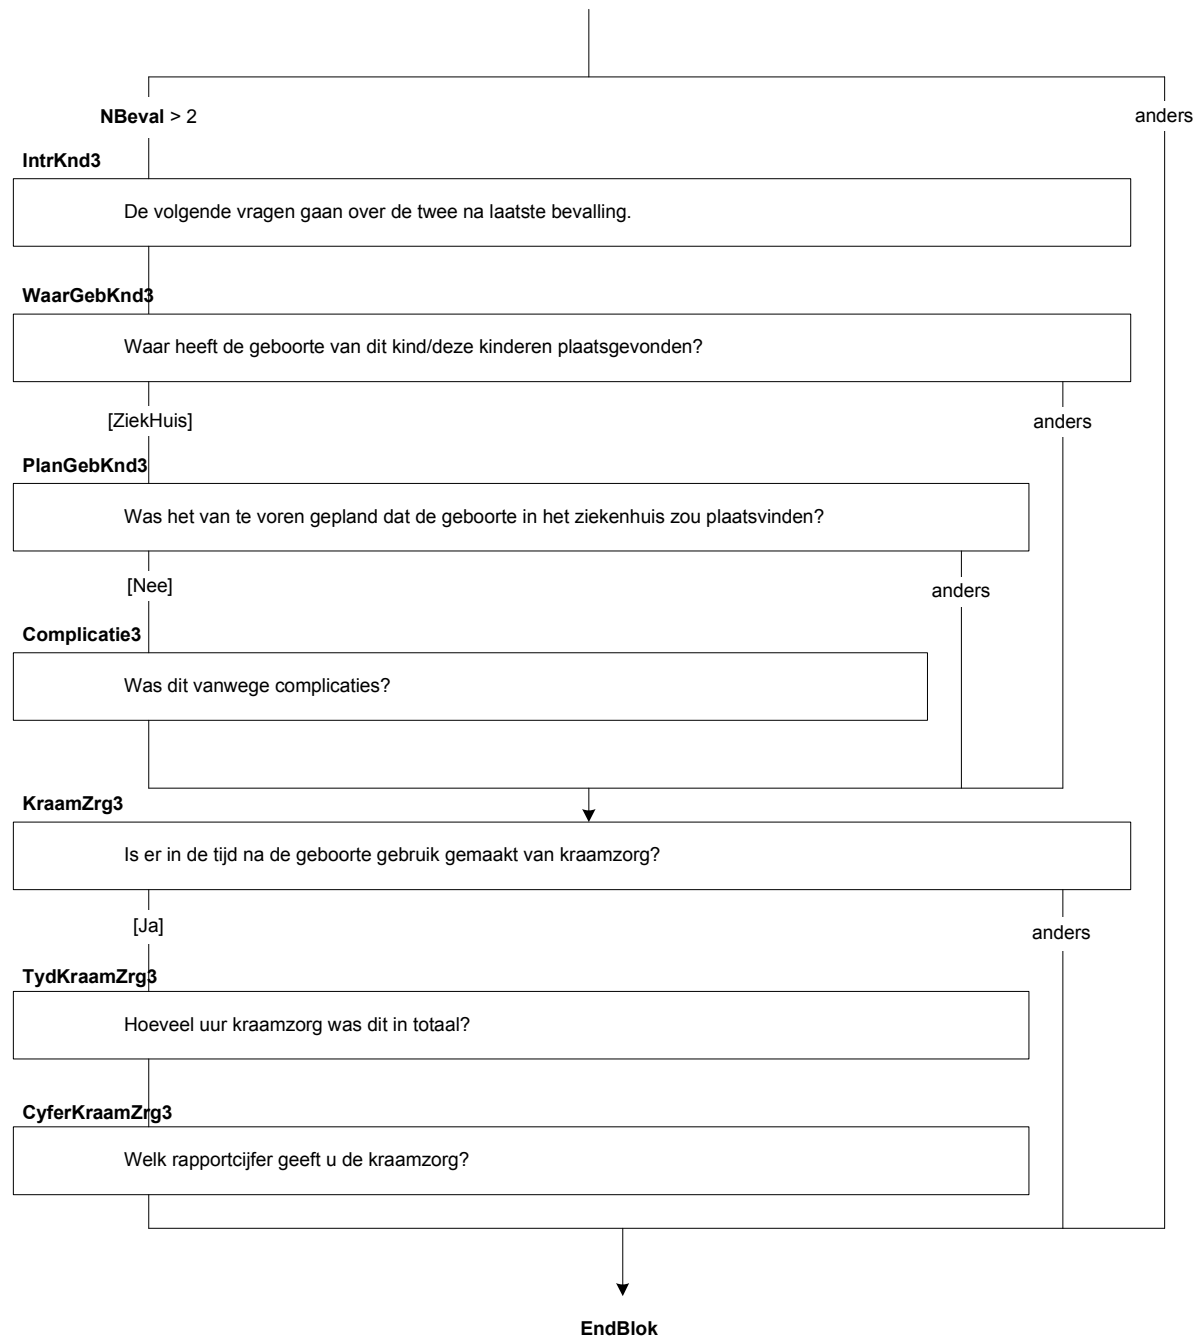 NBeval > 2
anders
IntrKnd3
De volgende vragen gaan over de twee na laatste bevalling.
WaarGebKnd3
Waar heeft de geboorte van dit kind/deze kinderen plaatsgevonden?
[ZiekHuis]
anders
PlanGebKnd3
Was het van te voren gepland dat de geboorte in het ziekenhuis zou plaatsvinden?
[Nee]
anders
Complicatie3
Was dit vanwege complicaties?
KraamZrg3
Is er in de tijd na de geboorte gebruik gemaakt van kraamzorg?
[Ja]
anders
TydKraamZrg3
Hoeveel uur kraamzorg was dit in totaal?
CyferKraamZrg3
Welk rapportcijfer geeft u de kraamzorg?
EndBlok